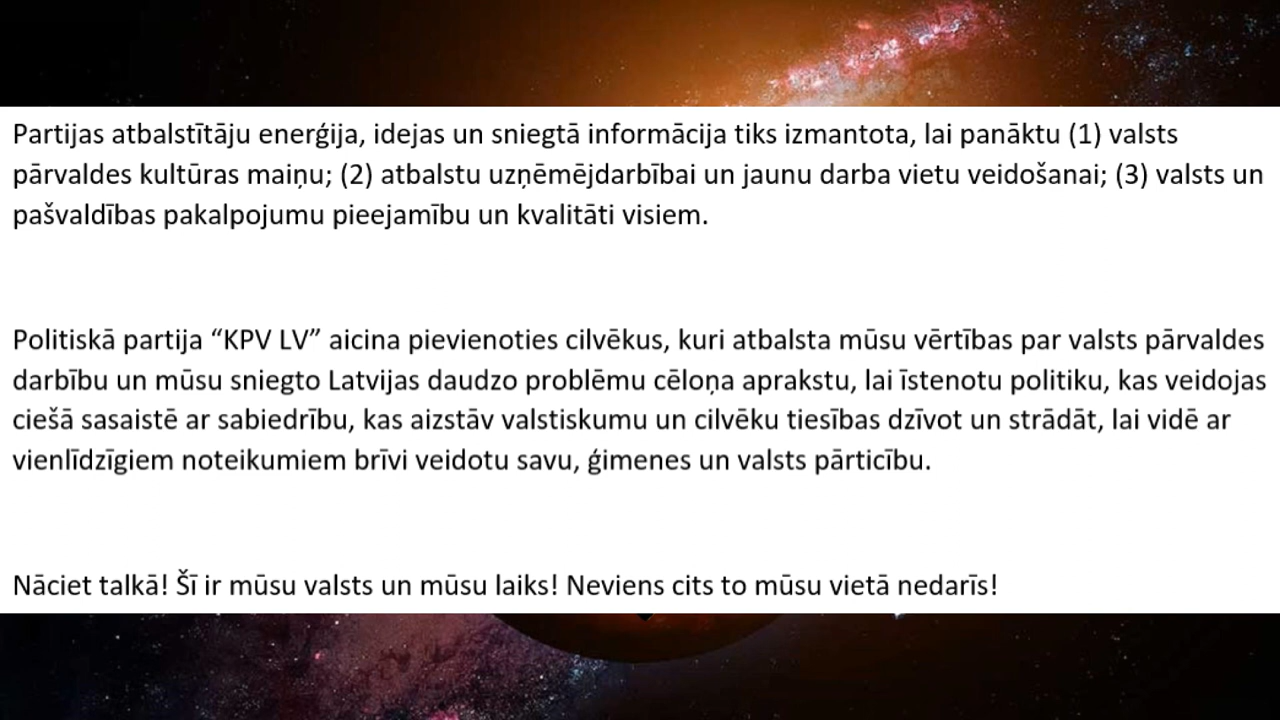 Partijas atbalstītāju enerģija, idejas un sniegtā informācija tiks izmantota, lai panāktu (1) valsts
pārvaldes kultūras maiņu; (2) atbalstu uzņēmējdarbībai un jaunu darba vietu veidošanai; (3) valsts un
pašvaldības pakalpojumu pieejamību un kvalitāti visiem.
Politiskā partija “KPV LV” aicina pievienoties cilvēkus, kuri atbalsta mūsu vērtības par valsts pārvaldes
darbību un mūsu sniegto Latvijas daudzo problēmu cēloņa aprakstu, lai īstenotu politiku, kas veidojas
ciešā sasaistē ar sabiedrību, kas aizstāv valstiskumu un cilvēku tiesības dzīvot un strādāt, lai vidē ar
vienlīdzīgiem noteikumiem brīvi veidotu savu, ģimenes un valsts pārticību.
Nāciet talkā! Šī ir mūsu valsts un mūsu laiks! Neviens cits to mūsu vietā nedarīs!